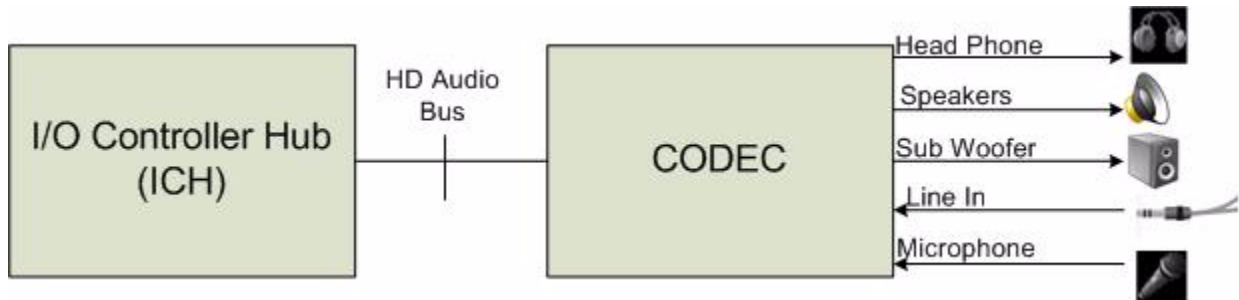 I/O Controller Hub
(ICH)
HD Audio
Bus
CODEC
Head Phone
Speakers
Sub Woofer
Line In
Microphone